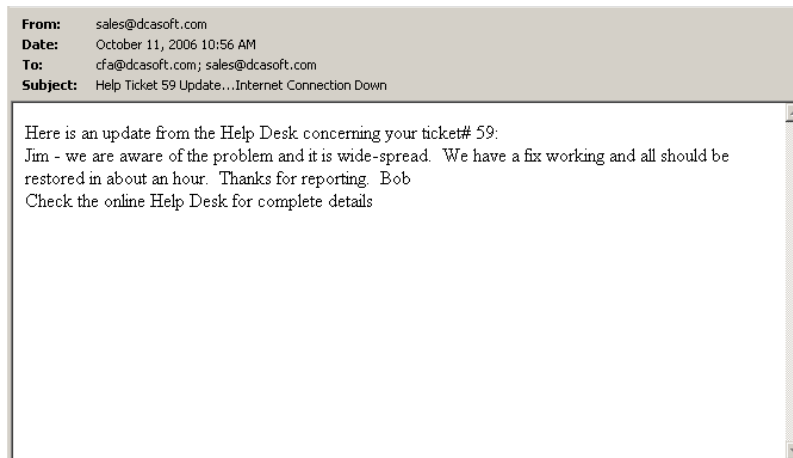 From: sales@dcasoft.com
Date: October 11, 2006 10:56 AM
To: cfa@dcasoft.com; sales@dcasoft.com
Subject: Help Ticket 59 Update...Internet Connection Down
Here is an update from the Help Desk concerning your ticket# 59:
Jim - we are aware of the problem and it is wide-spread. We have a fix working and all should be
restored in about an hour. Thanks for reporting. Bob
Check the online Help Desk for complete details